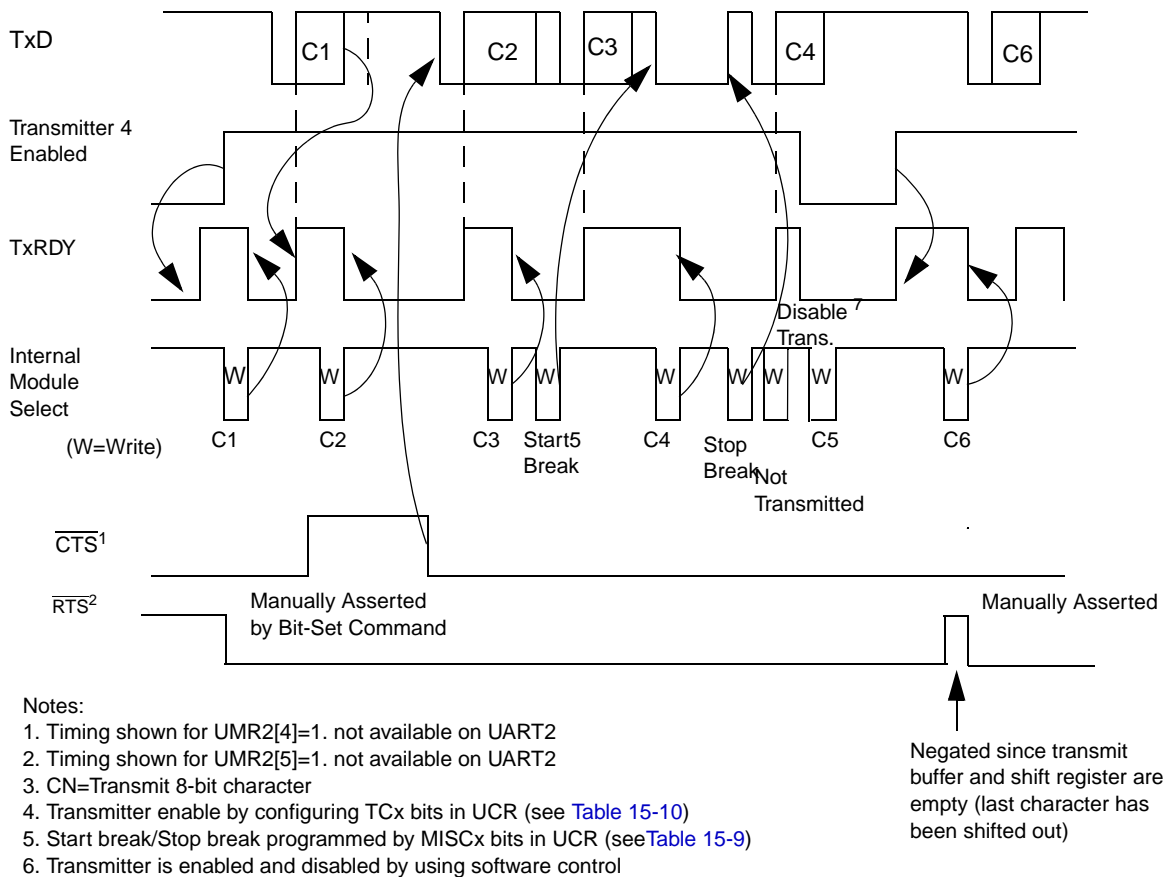 TxD
C1
C2
C3
C4
C6
Transmitter 4
Enabled
TxRDY
Disable 7
Trans.
Internal
Module
Select
W
W
W
W
W
W
W
W
W
(W=Write)
C1
C2
C3
Start5
Break
C4
Stop
Break
Not
Transmitted
C5
C6
CTS1
RTS2
Manually Asserted
by Bit-Set Command
Manually Asserted
Notes:
1. Timing shown for UMR2[4]=1. not available on UART2
2. Timing shown for UMR2[5]=1. not available on UART2
3. CN=Transmit 8-bit character
4. Transmitter enable by configuring TCx bits in UCR (see Table 15-10)
5. Start break/Stop break programmed by MISCx bits in UCR (seeTable 15-9)
6. Transmitter is enabled and disabled by using software control
Negated since transmit
buffer and shift register are
empty (last character has
been shifted out)